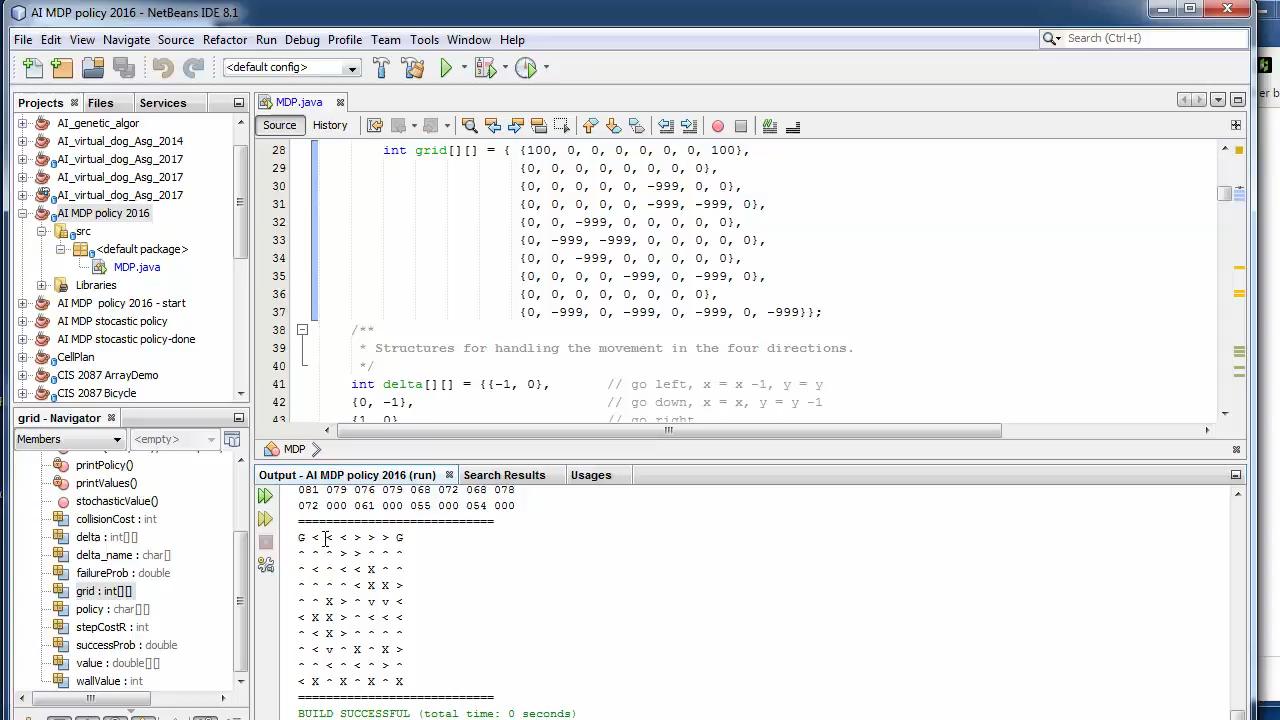 AI MDP policy 2016 - NetBeans IDE 8.1
File Edit View Navigate Source Refactor Run Debug Profile Team Tools Window Help
Search (Ctrl+I)
<default config>
Projects Files Services
MDP.java
Source History
AI_genetic_algor
AI_virtual_dog_Asg_2014
AI_virtual_dog_Asg_2017
AI_virtual_dog_Asg_2017
AI_virtual_dog_Asg_2017
AI MDP policy 2016
src
<default package>
MDP.java
Libraries
AI MDP policy 2016 - start
AI MDP stocastic policy
AI MDP stocastic policy-done
CellPlan
CIS 2087 ArrayDemo
CIS 2087 Bicycle
28 int grid[][] = { {100, 0, 0, 0, 0, 0, 0, 100},
29 {0, 0, 0, 0, 0, 0, 0, 0},
30 {0, 0, 0, 0, 0, -999, 0, 0},
31 {0, 0, 0, 0, 0, -999, -999, 0},
32 {0, 0, -999, 0, 0, 0, 0, 0},
33 {0, -999, -999, 0, 0, 0, 0, 0},
34 {0, 0, -999, 0, 0, 0, 0, 0},
35 {0, 0, 0, 0, -999, 0, -999, 0},
36 {0, 0, 0, 0, 0, 0, 0, 0},
37 {0, -999, 0, -999, 0, -999, 0, -999}};
38 /**
39 * Structures for handling the movement in the four directions.
40 */
41 int delta[][] = {{-1, 0}, // go left, x = x -1, y = y
42 {0, -1}, // go down, x = x, y = y -1
43 {1, 0} // go right
MDP
grid - Navigator
Members <empty>
printPolicy()
printValues()
stochasticValue()
collisionCost : int
delta : int[][]
delta_name : char[]
failureProb : double
grid : int[][]
policy : char[][]
stepCostR : int
successProb : double
value : double[][]
wallValue : int
Output - AI MDP policy 2016 (run) Search Results Usages
081 079 076 079 068 072 068 078
072 000 061 000 055 000 054 000
============================
G < < < > > > G
^ ^ ^ > > ^ ^ ^
^ < ^ < < X ^ ^
^ ^ ^ ^ < X X >
^ ^ X > ^ v v <
< X X > ^ < < <
^ < X > ^ ^ ^ ^
^ < v ^ X ^ X >
^ ^ < ^ < ^ > ^
< X ^ X ^ X ^ X
============================
BUILD SUCCESSFUL (total time: 0 seconds)